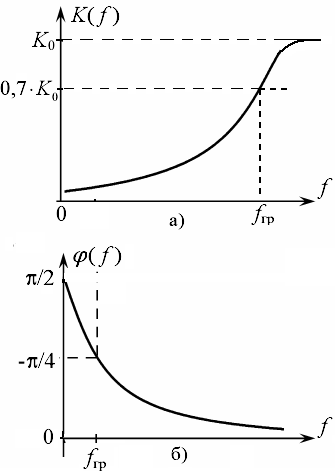 K(f)
K₀
0,7·K₀
0
а)
f_гр
f
φ(f)
π/2
-π/4
0
f_гр
б)
f